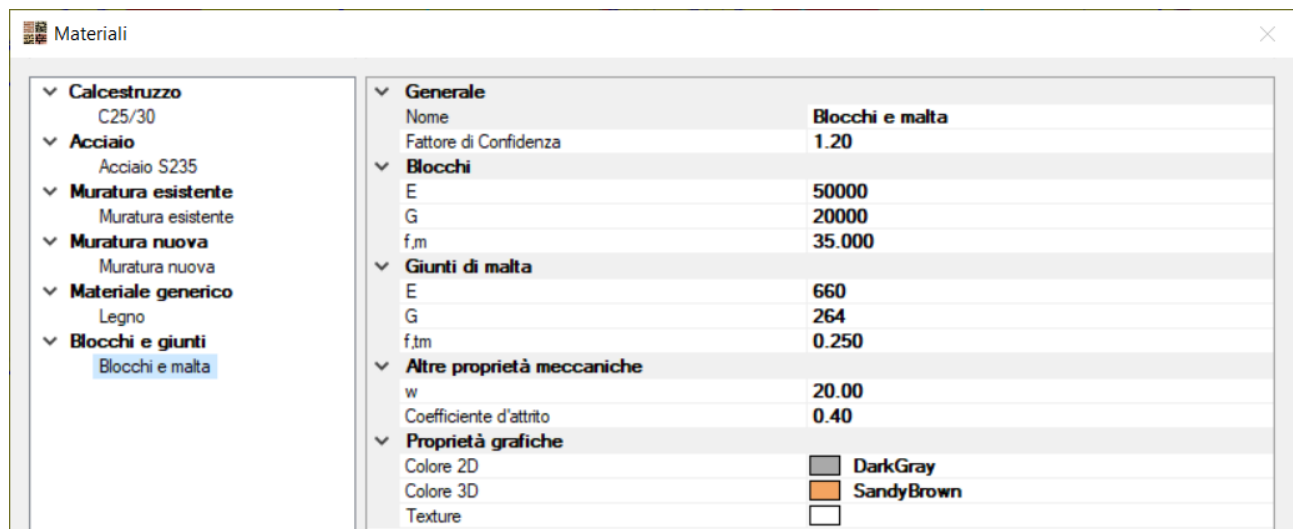 Materiali
Calcestruzzo
C25/30
Acciaio
Acciaio S235
Muratura esistente
Muratura esistente
Muratura nuova
Muratura nuova
Materiale generico
Legno
Blocchi e giunti
Blocchi e malta
Generale
Nome Blocchi e malta
Fattore di Confidenza 1.20
Blocchi
E 50000
G 20000
f,m 35.000
Giunti di malta
E 660
G 264
f,tm 0.250
Altre proprietà meccaniche
w 20.00
Coefficiente d'attrito 0.40
Proprietà grafiche
Colore 2D DarkGray
Colore 3D SandyBrown
Texture